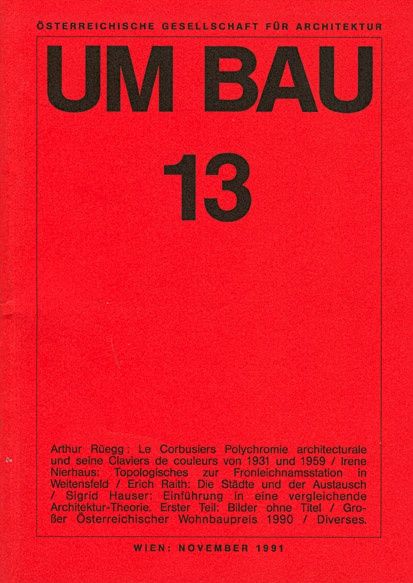 ÖSTERREICHISCHE GESELLSCHAFT FÜR ARCHITEKTUR
UM BAU
13
Arthur Rüegg: Le Corbusiers Polychromie architecturale
und seine Claviers de couleurs von 1931 und 1959 / Irene
Nierhaus: Topologisches zur Fronleichnamsstation in
Weitensfeld / Erich Raith: Die Städte und der Austausch
/ Sigrid Hauser: Einführung in eine vergleichende
Architektur-Theorie. Erster Teil: Bilder ohne Titel / Gro-
ßer Österreichischer Wohnbaupreis 1990 / Diverses.
WIEN: NOVEMBER 1991